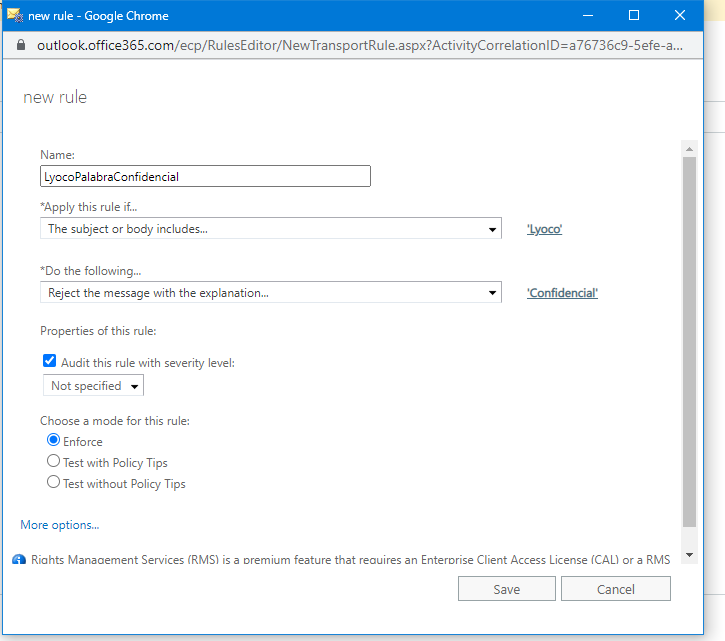 new rule - Google Chrome
outlook.office365.com/ecp/RulesEditor/NewTransportRule.aspx?ActivityCorrelationID=a76736c9-5efe-a...
new rule
Name:
LyocoPalabraConfidencial
*Apply this rule if...
The subject or body includes... 'Lyoco'
*Do the following...
Reject the message with the explanation... 'Confidencial'
Properties of this rule:
Audit this rule with severity level:
Not specified
Choose a mode for this rule:
Enforce
Test with Policy Tips
Test without Policy Tips
More options...
Rights Management Services (RMS) is a premium feature that requires an Enterprise Client Access License (CAL) or a RMS
Save Cancel